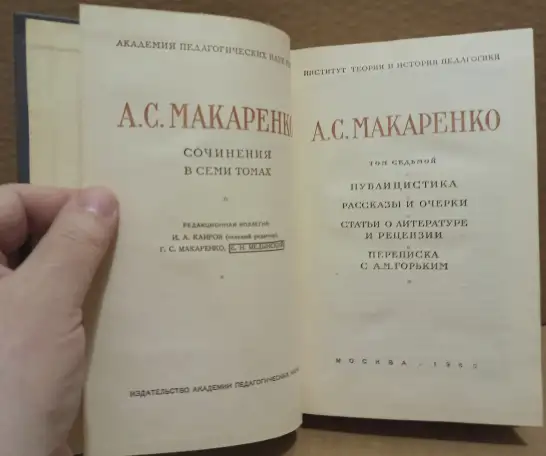 АКАДЕМИЯ ПЕДАГОГИЧЕСКИХ
А.С. МАКАРЕНКО
СОЧИНЕНИЯ
В СЕМИ ТОМАХ
РЕДАКЦИОННАЯ КОЛЛЕГИЯ:
И. А. КАИРОВ (главный редактор),
Г. С. МАКАРЕНКО, Е. Н. МЕДЫНСКИЙ
ИЗДАТЕЛЬСТВО АКАДЕМИИ ПЕДАГОГИЧЕСКИХ НАУК
ИНСТИТУТ ТЕОРИИ И ИСТОРИИ ПЕДАГОГИКИ
А.С. МАКАРЕНКО
ТОМ СЕДЬМОЙ
ПУБЛИЦИСТИКА
РАССКАЗЫ И ОЧЕРКИ
СТАТЬИ О ЛИТЕРАТУРЕ
И РЕЦЕНЗИИ
ПЕРЕПИСКА
С А.М. ГОРЬКИМ
МОСКВА